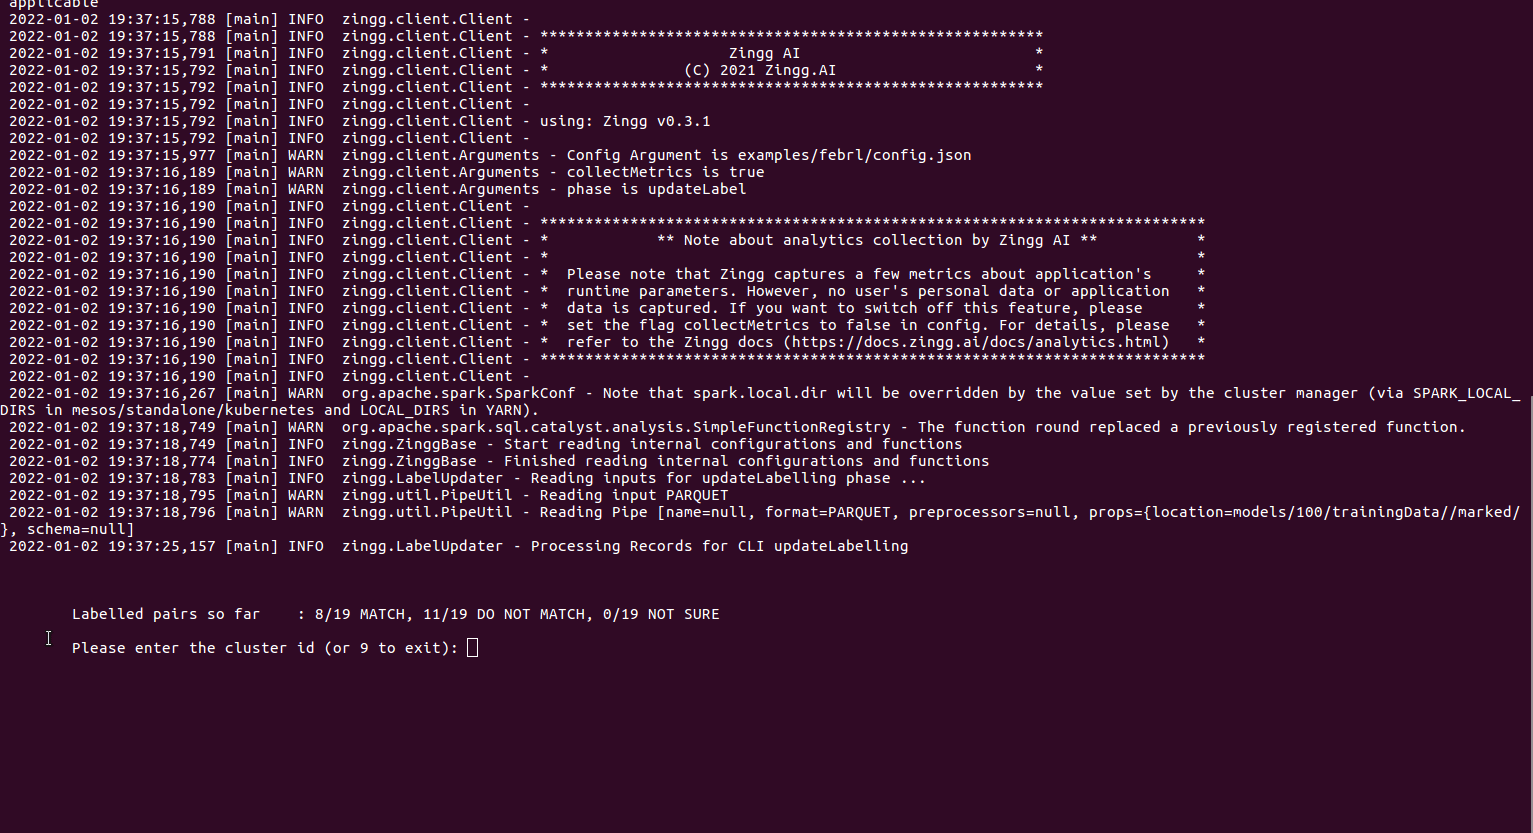 applicable
2022-01-02 19:37:15,788 [main] INFO  zingg.client.Client -
2022-01-02 19:37:15,788 [main] INFO  zingg.client.Client - ********************************************************
2022-01-02 19:37:15,791 [main] INFO  zingg.client.Client - *                    Zingg AI                          *
2022-01-02 19:37:15,792 [main] INFO  zingg.client.Client - *               (C) 2021 Zingg.AI                      *
2022-01-02 19:37:15,792 [main] INFO  zingg.client.Client - ********************************************************
2022-01-02 19:37:15,792 [main] INFO  zingg.client.Client -
2022-01-02 19:37:15,792 [main] INFO  zingg.client.Client - using: Zingg v0.3.1
2022-01-02 19:37:15,792 [main] INFO  zingg.client.Client -
2022-01-02 19:37:15,977 [main] WARN  zingg.client.Arguments - Config Argument is examples/febrl/config.json
2022-01-02 19:37:16,189 [main] WARN  zingg.client.Arguments - collectMetrics is true
2022-01-02 19:37:16,189 [main] WARN  zingg.client.Arguments - phase is updateLabel
2022-01-02 19:37:16,190 [main] INFO  zingg.client.Client -
2022-01-02 19:37:16,190 [main] INFO  zingg.client.Client - **************************************************************************
2022-01-02 19:37:16,190 [main] INFO  zingg.client.Client - *            ** Note about analytics collection by Zingg AI **           *
2022-01-02 19:37:16,190 [main] INFO  zingg.client.Client - *                                                                        *
2022-01-02 19:37:16,190 [main] INFO  zingg.client.Client - *  Please note that Zingg captures a few metrics about application's     *
2022-01-02 19:37:16,190 [main] INFO  zingg.client.Client - *  runtime parameters. However, no user's personal data or application   *
2022-01-02 19:37:16,190 [main] INFO  zingg.client.Client - *  data is captured. If you want to switch off this feature, please      *
2022-01-02 19:37:16,190 [main] INFO  zingg.client.Client - *  set the flag collectMetrics to false in config. For details, please   *
2022-01-02 19:37:16,190 [main] INFO  zingg.client.Client - *  refer to the Zingg docs (https://docs.zingg.ai/docs/analytics.html)   *
2022-01-02 19:37:16,190 [main] INFO  zingg.client.Client - **************************************************************************
2022-01-02 19:37:16,190 [main] INFO  zingg.client.Client -
2022-01-02 19:37:16,267 [main] WARN  org.apache.spark.SparkConf - Note that spark.local.dir will be overridden by the value set by the cluster manager (via SPARK_LOCAL_
DIRS in mesos/standalone/kubernetes and LOCAL_DIRS in YARN).
2022-01-02 19:37:18,749 [main] WARN  org.apache.spark.sql.catalyst.analysis.SimpleFunctionRegistry - The function round replaced a previously registered function.
2022-01-02 19:37:18,749 [main] INFO  zingg.ZinggBase - Start reading internal configurations and functions
2022-01-02 19:37:18,774 [main] INFO  zingg.ZinggBase - Finished reading internal configurations and functions
2022-01-02 19:37:18,783 [main] INFO  zingg.LabelUpdater - Reading inputs for updateLabelling phase ...
2022-01-02 19:37:18,795 [main] WARN  zingg.util.PipeUtil - Reading input PARQUET
2022-01-02 19:37:18,796 [main] WARN  zingg.util.PipeUtil - Reading Pipe [name=null, format=PARQUET, preprocessors=null, props={location=models/100/trainingData//marked/
}, schema=null]
2022-01-02 19:37:25,157 [main] INFO  zingg.LabelUpdater - Processing Records for CLI updateLabelling
Labelled pairs so far    : 8/19 MATCH, 11/19 DO NOT MATCH, 0/19 NOT SURE
Please enter the cluster id (or 9 to exit):